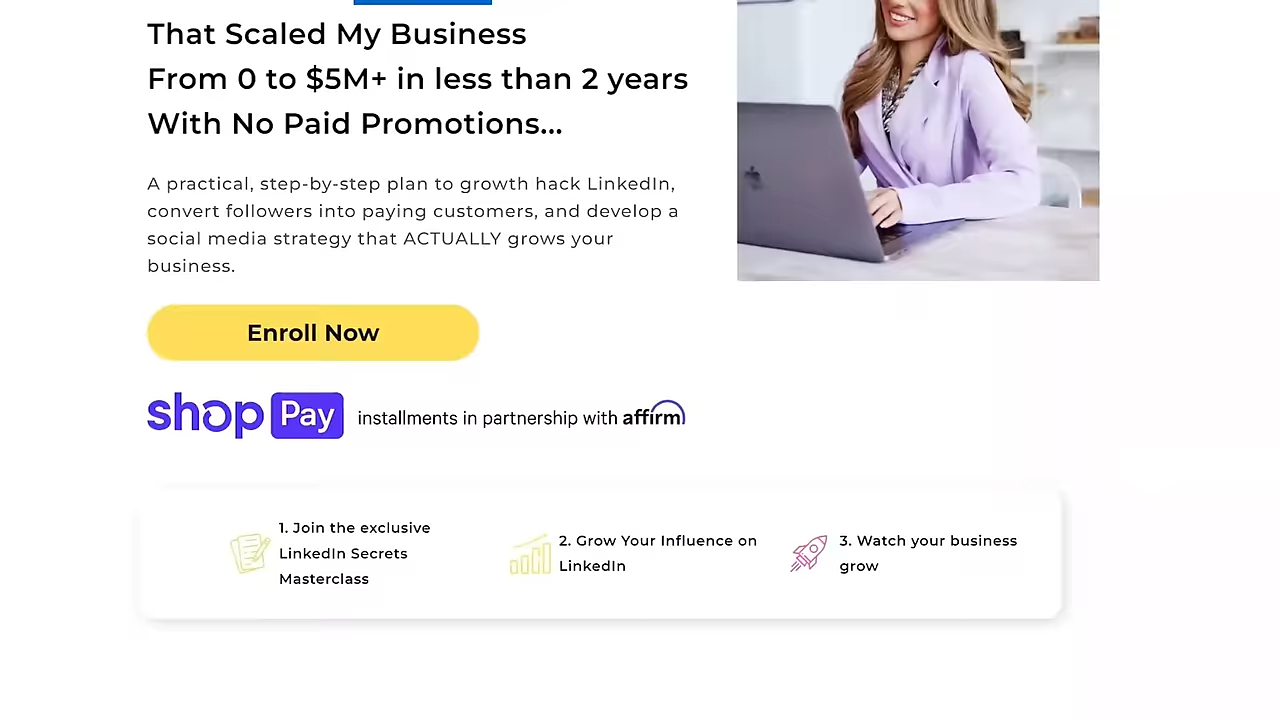 That Scaled My Business
From 0 to $5M+ in less than 2 years
With No Paid Promotions...
A practical, step-by-step plan to growth hack LinkedIn,
convert followers into paying customers, and develop a
social media strategy that ACTUALLY grows your
business.
Enroll Now
shop Pay installments in partnership with affirm
1. Join the exclusive
LinkedIn Secrets
Masterclass
2. Grow Your Influence on
LinkedIn
3. Watch your business
grow